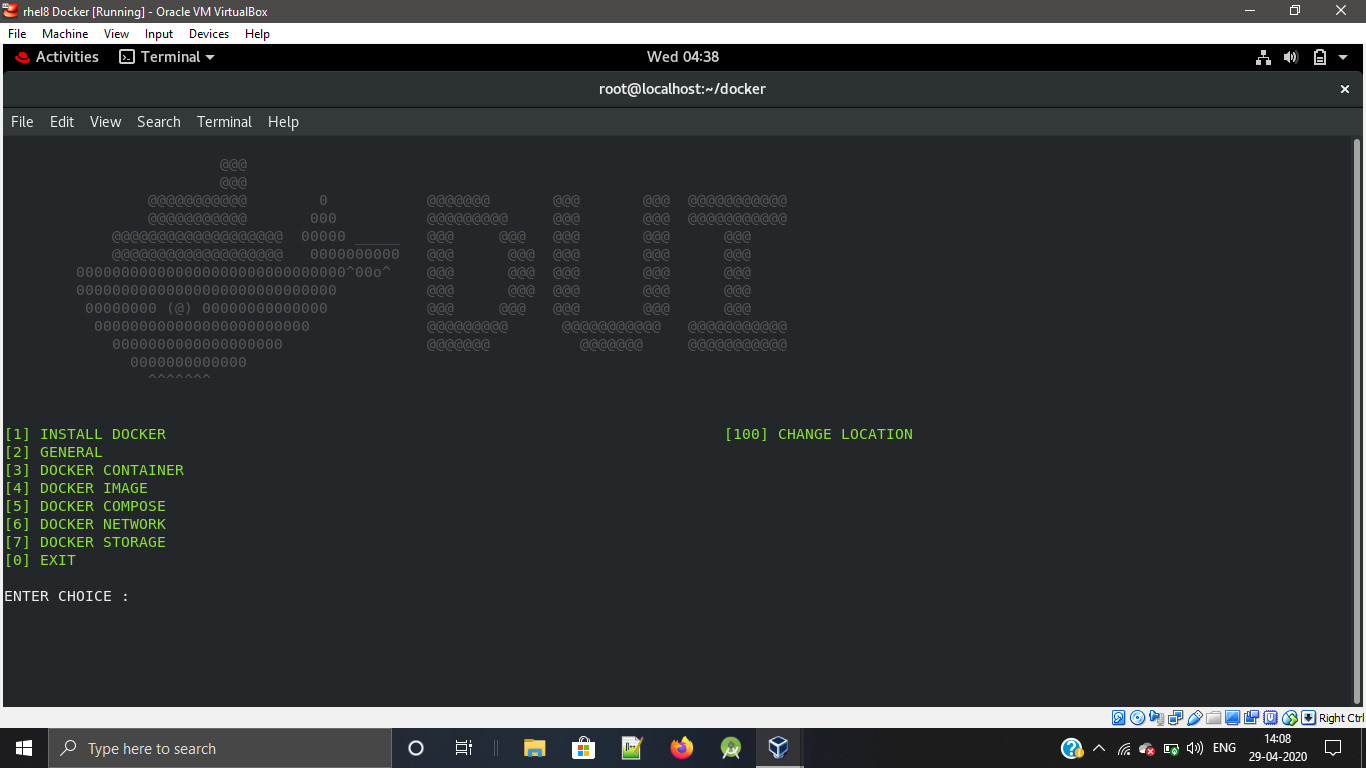 rhel8 Docker [Running] - Oracle VM VirtualBox
File Machine View Input Devices Help
Activities Terminal Wed 04:38
root@localhost:~/docker
File Edit View Search Terminal Help
@@@
@@@
@@@@@@@@@@@ 0 @@@@@@@ @@@ @@@ @@@@@@@@@@@
@@@@@@@@@@@ 000 @@@@@@@@@ @@@ @@@ @@@@@@@@@@@
@@@@@@@@@@@@@@@@@@@ 00000 _____ @@@ @@@ @@@ @@@ @@@
@@@@@@@@@@@@@@@@@@@ 0000000000 @@@ @@@ @@@ @@@ @@@
000000000000000000000000000000^00o^ @@@ @@@ @@@ @@@ @@@
00000000000000000000000000000 @@@ @@@ @@@ @@@ @@@
00000000 (@) 00000000000000 @@@ @@@ @@@ @@@ @@@
000000000000000000000000 @@@@@@@@@ @@@@@@@@@@@ @@@@@@@@@@@
0000000000000000000 @@@@@@@ @@@@@@@ @@@@@@@@@@@
0000000000000
^^^^^^^
[1] INSTALL DOCKER [100] CHANGE LOCATION
[2] GENERAL
[3] DOCKER CONTAINER
[4] DOCKER IMAGE
[5] DOCKER COMPOSE
[6] DOCKER NETWORK
[7] DOCKER STORAGE
[0] EXIT
ENTER CHOICE :
Right Ctrl
Type here to search ENG 14:08
29-04-2020